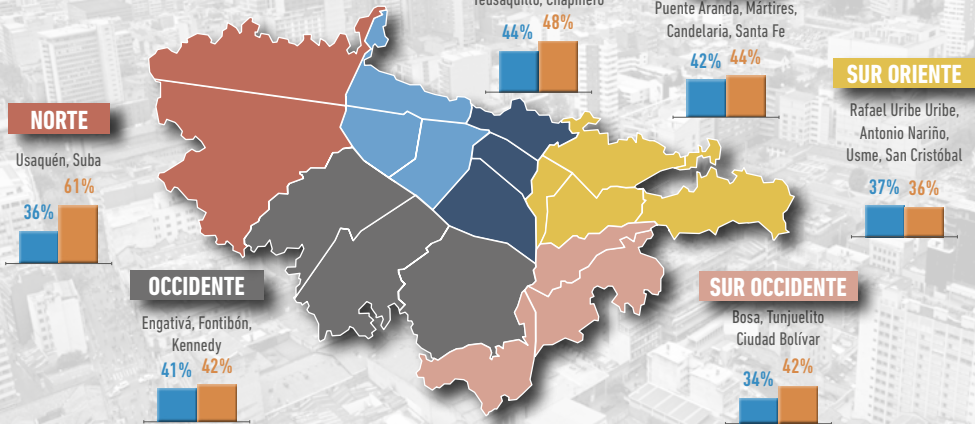 Teusaquillo, Chapinero
44% 48%
Puente Aranda, Mártires,
Candelaria, Santa Fe
42% 44%
SUR ORIENTE
Rafael Uribe Uribe,
Antonio Nariño,
Usme, San Cristóbal
37% 36%
NORTE
Usaquén, Suba
36% 61%
OCCIDENTE
Engativá, Fontibón,
Kennedy
41% 42%
SUR OCCIDENTE
Bosa, Tunjuelito
Ciudad Bolívar
34% 42%